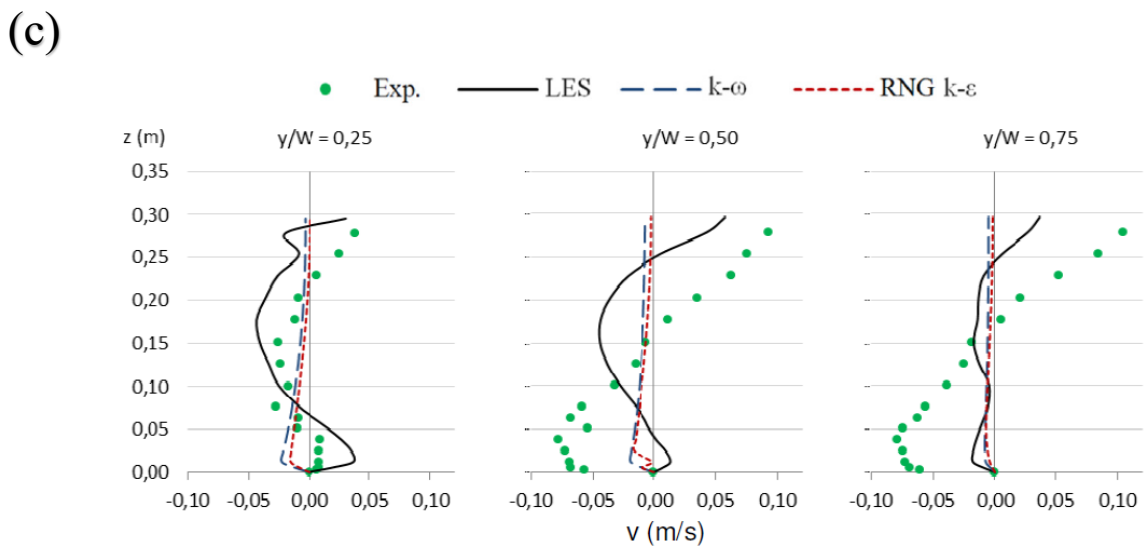 (c)
Exp. LES k-ω RNG k-ε
z (m) y/W = 0,25 y/W = 0,50 y/W = 0,75
0,35
0,30
0,25
0,20
0,15
0,10
0,05
0,00
-0,10 -0,05 0,00 0,05 0,10 -0,10 -0,05 0,00 0,05 0,10 -0,10 -0,05 0,00 0,05 0,10
v (m/s)